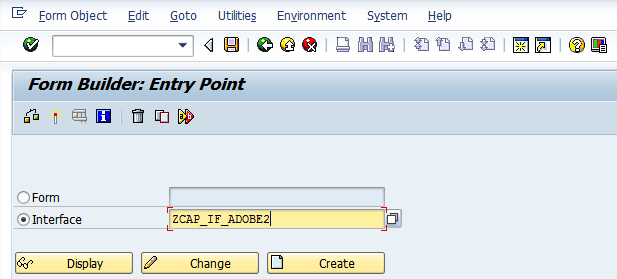 Form Object Edit Goto Utilities Environment System Help
Form Builder: Entry Point
Form
Interface ZCAP_IF_ADOBE2
Display Change Create